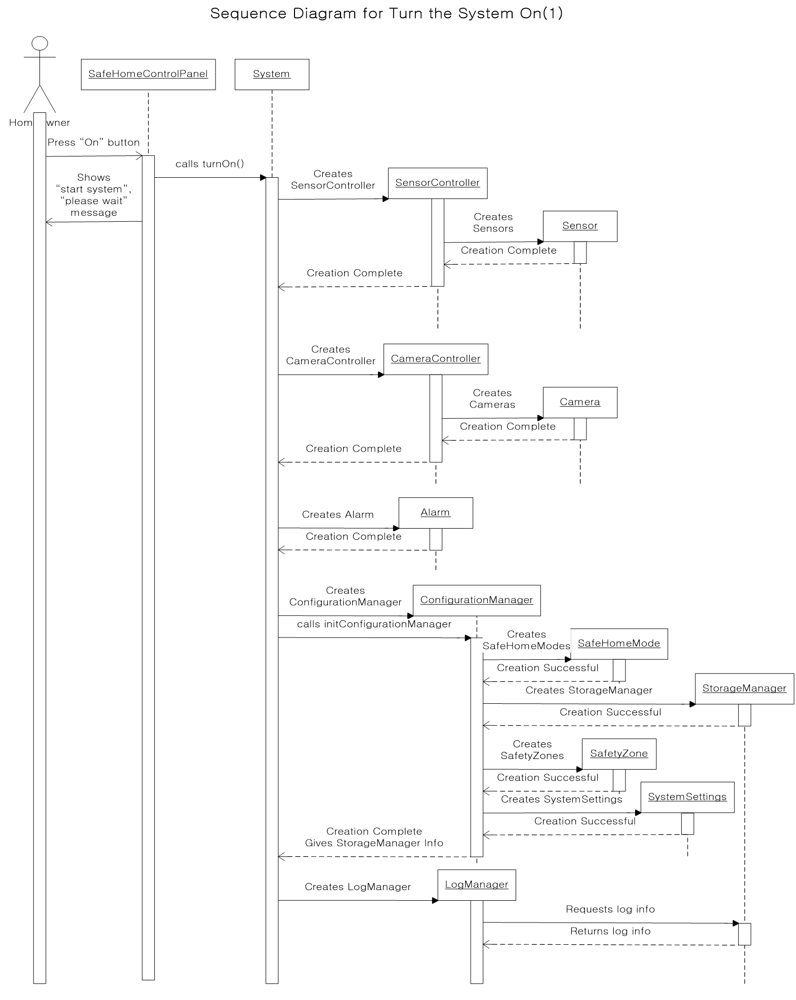 Sequence Diagram for Turn the System On(1)
SafeHomeControlPanel
System
Hom wner
Press “On” button
calls turnOn()
Shows
“start system”,
“please wait”
message
Creates
SensorController
SensorController
Creates
Sensors
Sensor
Creation Complete
Creation Complete
Creates
CameraController
CameraController
Creates
Cameras
Camera
Creation Complete
Creation Complete
Creates Alarm
Alarm
Creation Complete
Creates
ConfigurationManager
ConfigurationManager
calls initConfigurationManager
Creates
SafeHomeModes
SafeHomeMode
Creation Successful
Creates StorageManager
StorageManager
Creation Successful
Creates
SafetyZones
SafetyZone
Creation Successful
Creates SystemSettings
SystemSettings
Creation Successful
Creation Complete
Gives StorageManager Info
Creates LogManager
LogManager
Requests log info
Returns log info